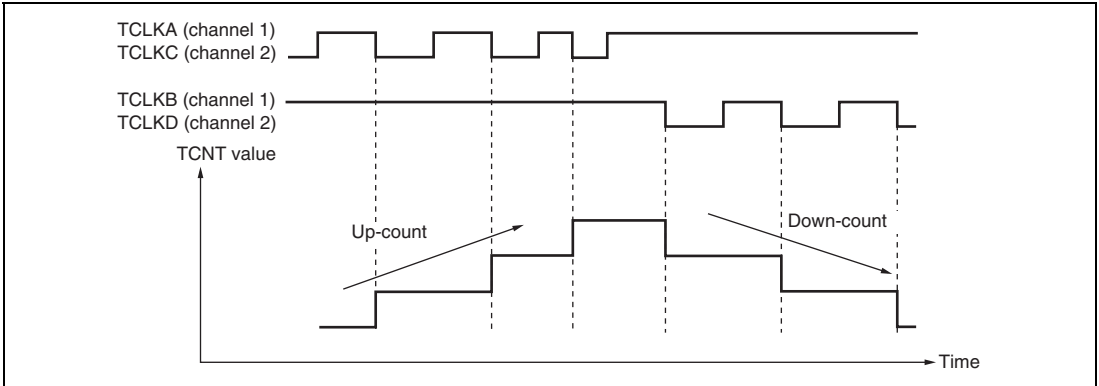 TCLKA (channel 1)
TCLKC (channel 2)
TCLKB (channel 1)
TCLKD (channel 2)
TCNT value
Up-count
Down-count
Time